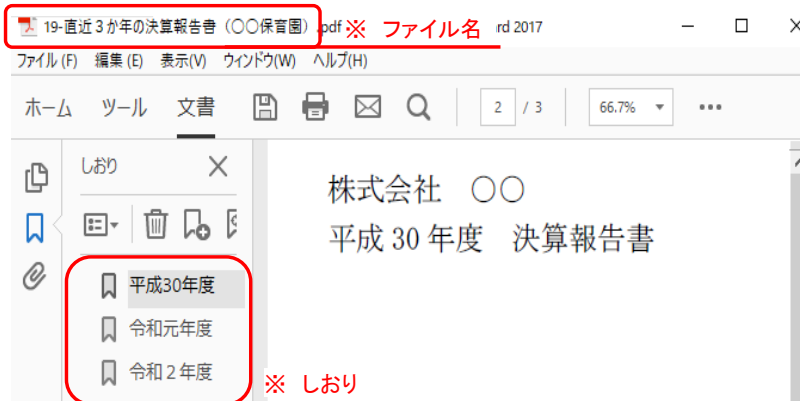 19-直近３か年の決算報告書（〇〇保育園）.pdf ※ ファイル名 rd 2017
ファイル(F) 編集(E) 表示(V) ウィンドウ(W) ヘルプ(H)
ホーム ツール 文書 2 / 3 66.7%
しおり
株式会社　〇〇
平成 30 年度　決算報告書
平成30年度
令和元年度
令和２年度
※ しおり